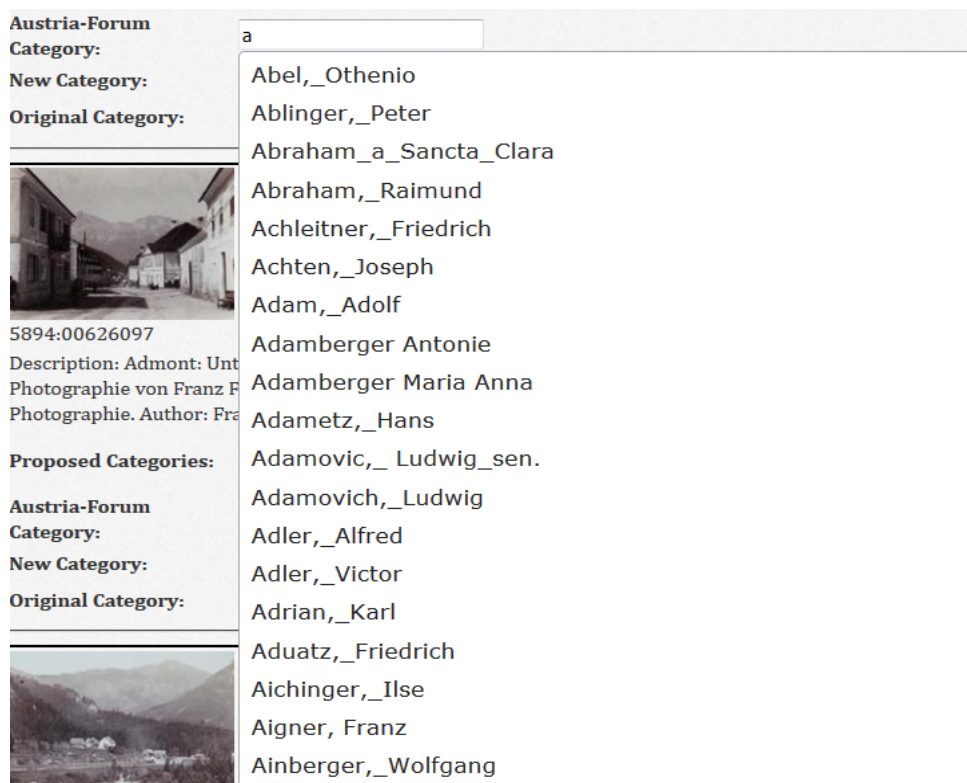 Austria-Forum
Category:
a
New Category:
Original Category:
Abel,_Othenio
Ablinger,_Peter
Abraham_a_Sancta_Clara
Abraham,_Raimund
Achleitner,_Friedrich
Achten,_Joseph
Adam,_Adolf
Adamberger Antonie
Adamberger Maria Anna
Adametz,_Hans
Adamovic,_ Ludwig_sen.
Adamovich,_Ludwig
Adler,_Alfred
Adler,_Victor
Adrian,_Karl
Aduatz,_Friedrich
Aichinger,_Ilse
Aigner, Franz
Ainberger,_Wolfgang
5894:00626097
Description: Admont: Unt
Photographie von Franz F
Photographie. Author: Fra
Proposed Categories:
Austria-Forum
Category:
New Category:
Original Category: